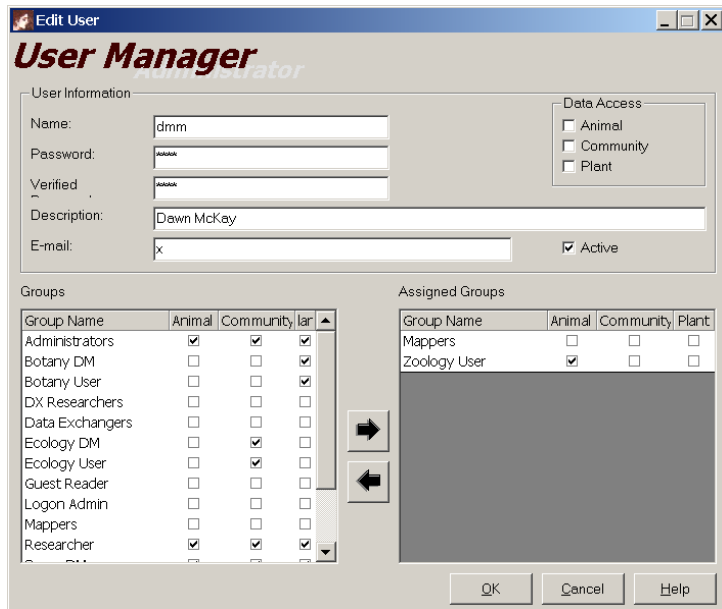 Edit User
User Manager
Administrator
User Information
Name:
dmm
Password:
****
Verified
****
Description:
Dawn McKay
E-mail:
x
Data Access
Animal
Community
Plant
Active
Groups
Group Name Animal Community lar
Administrators
Botany DM
Botany User
DX Researchers
Data Exchangers
Ecology DM
Ecology User
Guest Reader
Logon Admin
Mappers
Researcher
Assigned Groups
Group Name Animal Community Plant
Mappers
Zoology User
OK Cancel Help